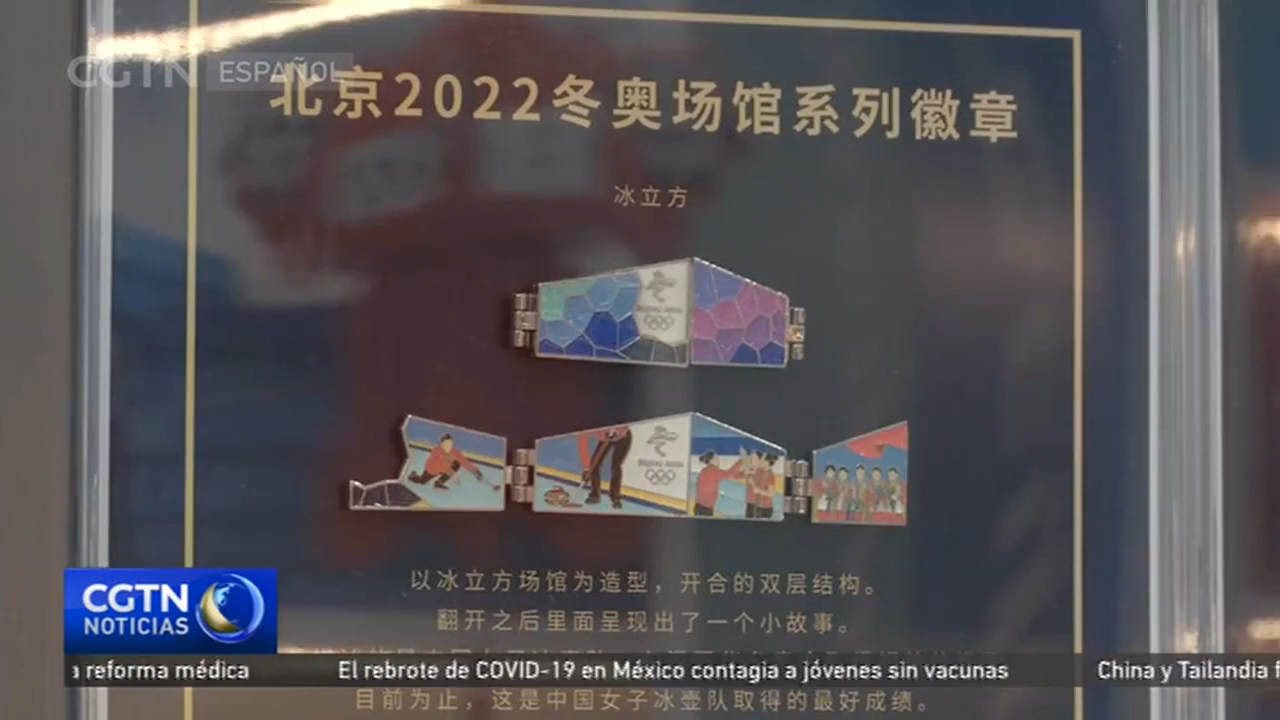 CGTN ESPAÑOL
北京2022冬奥场馆系列徽章
冰立方
以冰立方场馆为造型，开合的双层结构。
翻开之后里面呈现出了一个小故事。
CGTN
NOTICIAS
a reforma médica El rebrote de COVID-19 en México contagia a jóvenes sin vacunas China y Tailandia f
目前为止，这是中国女子冰壶队取得的最好成绩。